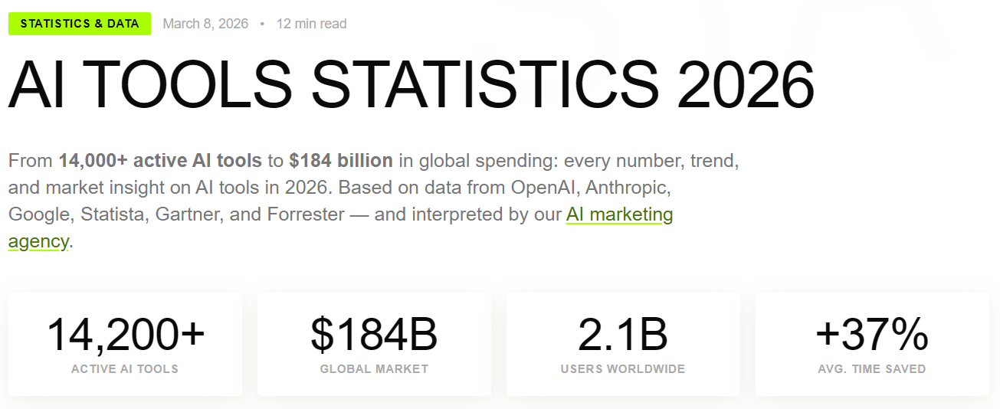 STATISTICS & DATA March 8, 2026 • 12 min read
AI TOOLS STATISTICS 2026
From 14,000+ active AI tools to $184 billion in global spending: every number, trend,
and market insight on AI tools in 2026. Based on data from OpenAI, Anthropic,
Google, Statista, Gartner, and Forrester — and interpreted by our AI marketing
agency.
14,200+ $184B 2.1B +37%
ACTIVE AI TOOLS GLOBAL MARKET USERS WORLDWIDE AVG. TIME SAVED